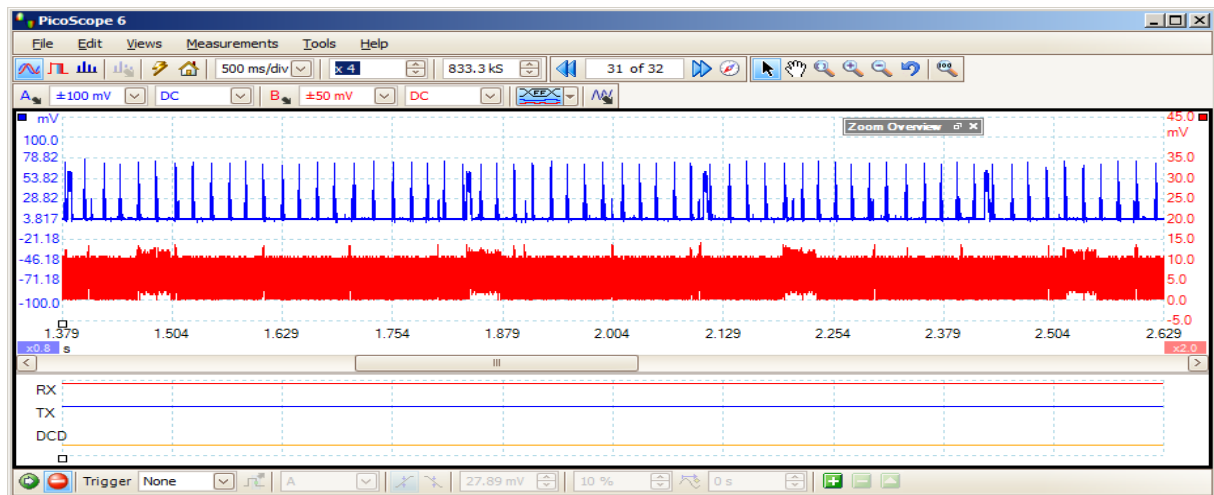 PicoScope 6
File Edit Views Measurements Tools Help
500 ms/div x 4 833.3 kS 31 of 32
A ±100 mV DC B ±50 mV DC
mV 45.0
Zoom Overview mV
100.0
78.82 35.0
53.82 30.0
28.82 25.0
3.817 20.0
-21.18 15.0
-46.18 10.0
-71.18 5.0
-100.0 0.0
-5.0
1.379 1.504 1.629 1.754 1.879 2.004 2.129 2.254 2.379 2.504 2.629
x0.8 s x2.0
RX
TX
DCD
Trigger None A 27.89 mV 10 % 0 s